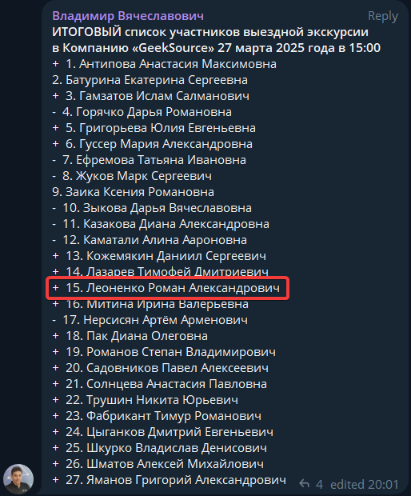 Владимир Вячеславович Reply
ИТОГОВЫЙ список участников выездной экскурсии
в Компанию «GeekSource» 27 марта 2025 года в 15:00
+ 1. Антипова Анастасия Максимовна
2. Батурина Екатерина Сергеевна
+ 3. Гамзатов Ислам Салманович
- 4. Горячко Дарья Романовна
+ 5. Григорьева Юлия Евгеньевна
+ 6. Гуссер Мария Александровна
- 7. Ефремова Татьяна Ивановна
- 8. Жуков Марк Сергеевич
9. Заика Ксения Романовна
- 10. Зыкова Дарья Вячеславовна
- 11. Казакова Диана Александровна
- 12. Каматали Алина Аароновна
+ 13. Кожемякин Даниил Сергеевич
+ 14. Лазарев Тимофей Дмитриевич
+ 15. Леоненко Роман Александрович
+ 16. Митина Ирина Валерьевна
- 17. Нерсисян Артём Арменович
+ 18. Пак Диана Олеговна
+ 19. Романов Степан Владимирович
+ 20. Садовников Павел Алексеевич
+ 21. Солнцева Анастасия Павловна
+ 22. Трушин Никита Юрьевич
+ 23. Фабрикант Тимур Романович
+ 24. Цыганков Дмитрий Евгеньевич
+ 25. Шкурко Владислав Денисович
+ 26. Шматов Алексей Михайлович
+ 27. Яманов Григорий Александрович
4 edited 20:01